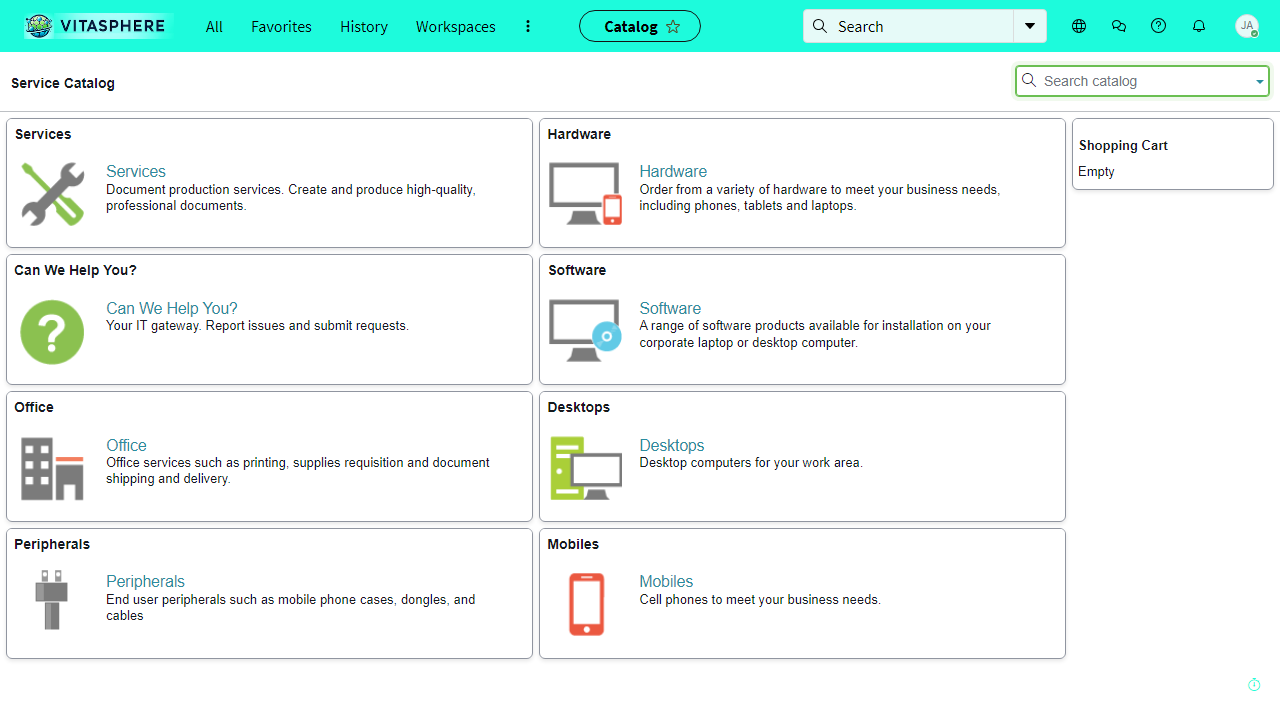 VITASPHERE
All
Favorites
History
Workspaces
Catalog
Search
JA
Service Catalog
Search catalog
Services
Services
Document production services. Create and produce high-quality,
professional documents.
Hardware
Hardware
Order from a variety of hardware to meet your business needs,
including phones, tablets and laptops.
Shopping Cart
Empty
Can We Help You?
Can We Help You?
Your IT gateway. Report issues and submit requests.
Software
Software
A range of software products available for installation on your
corporate laptop or desktop computer.
Office
Office
Office services such as printing, supplies requisition and document
shipping and delivery.
Desktops
Desktops
Desktop computers for your work area.
Peripherals
Peripherals
End user peripherals such as mobile phone cases, dongles, and
cables
Mobiles
Mobiles
Cell phones to meet your business needs.